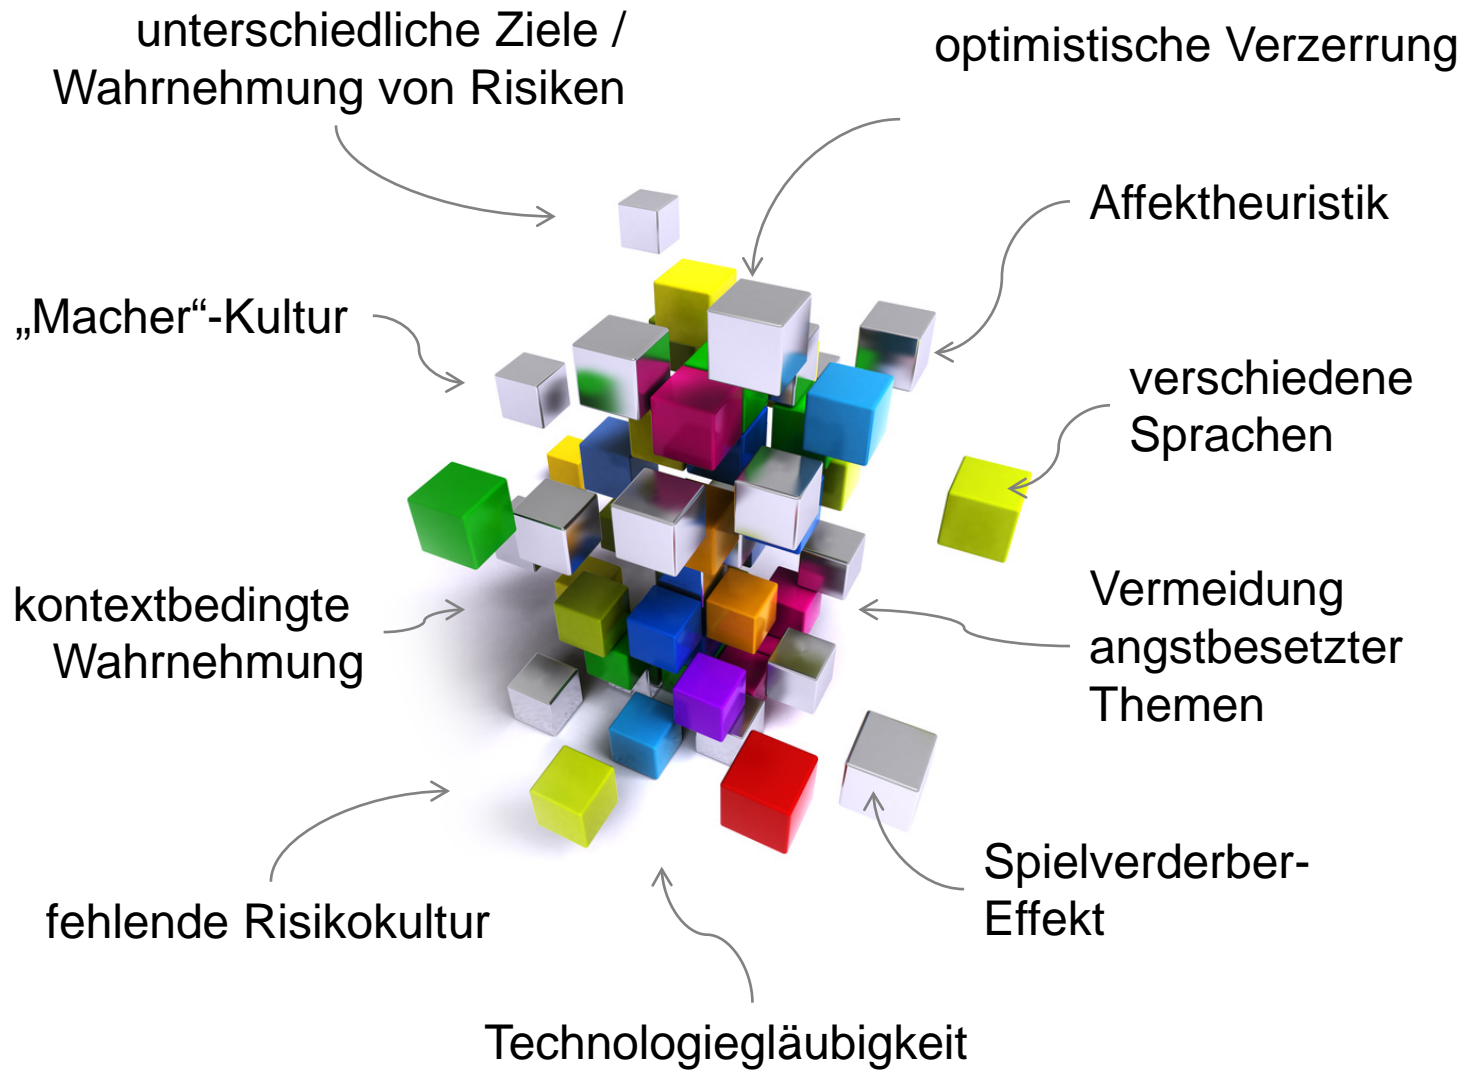 unterschiedliche Ziele /
Wahrnehmung von Risiken
optimistische Verzerrung
Affektheuristik
„Macher“-Kultur
verschiedene
Sprachen
kontextbedingte
Wahrnehmung
Vermeidung
angstbesetzter
Themen
Spielverderber-
Effekt
fehlende Risikokultur
Technologiegläubigkeit